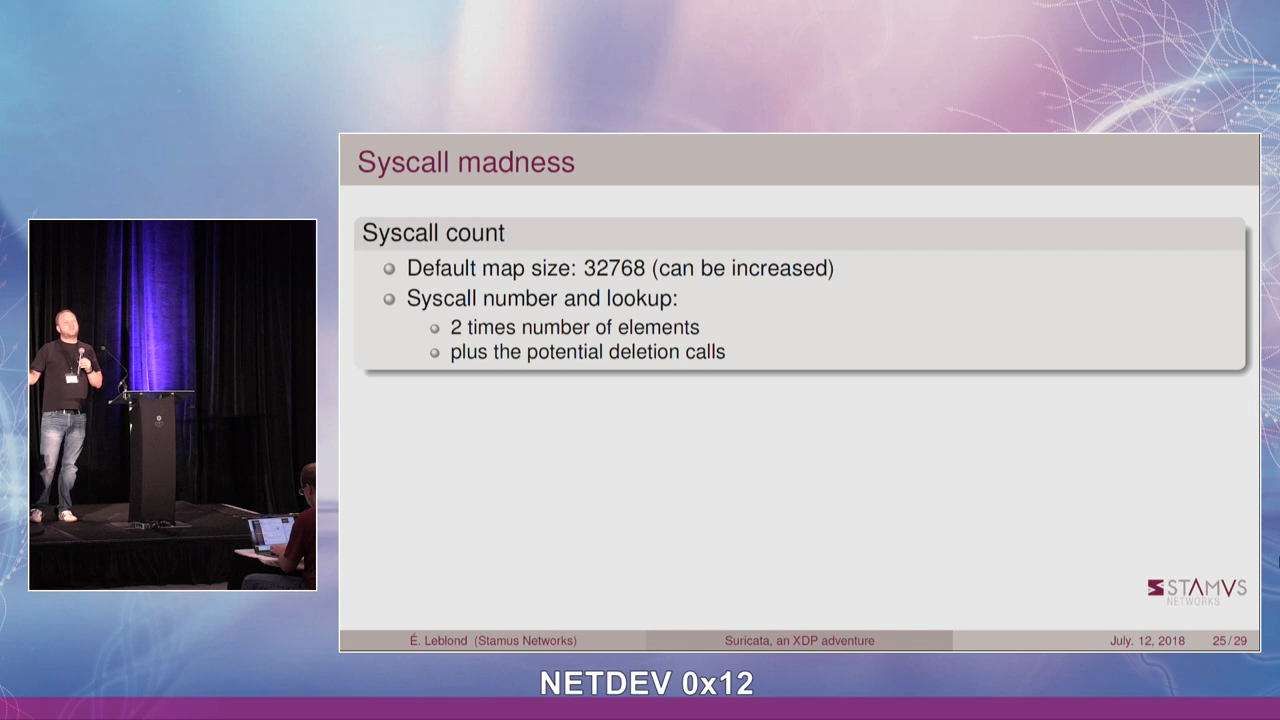 Syscall madness
Syscall count
Default map size: 32768 (can be increased)
Syscall number and lookup:
2 times number of elements
plus the potential deletion calls
STAMVS
NETWORKS
É. Leblond (Stamus Networks) Suricata, an XDP adventure July. 12, 2018 25 / 29
NETDEV 0x12